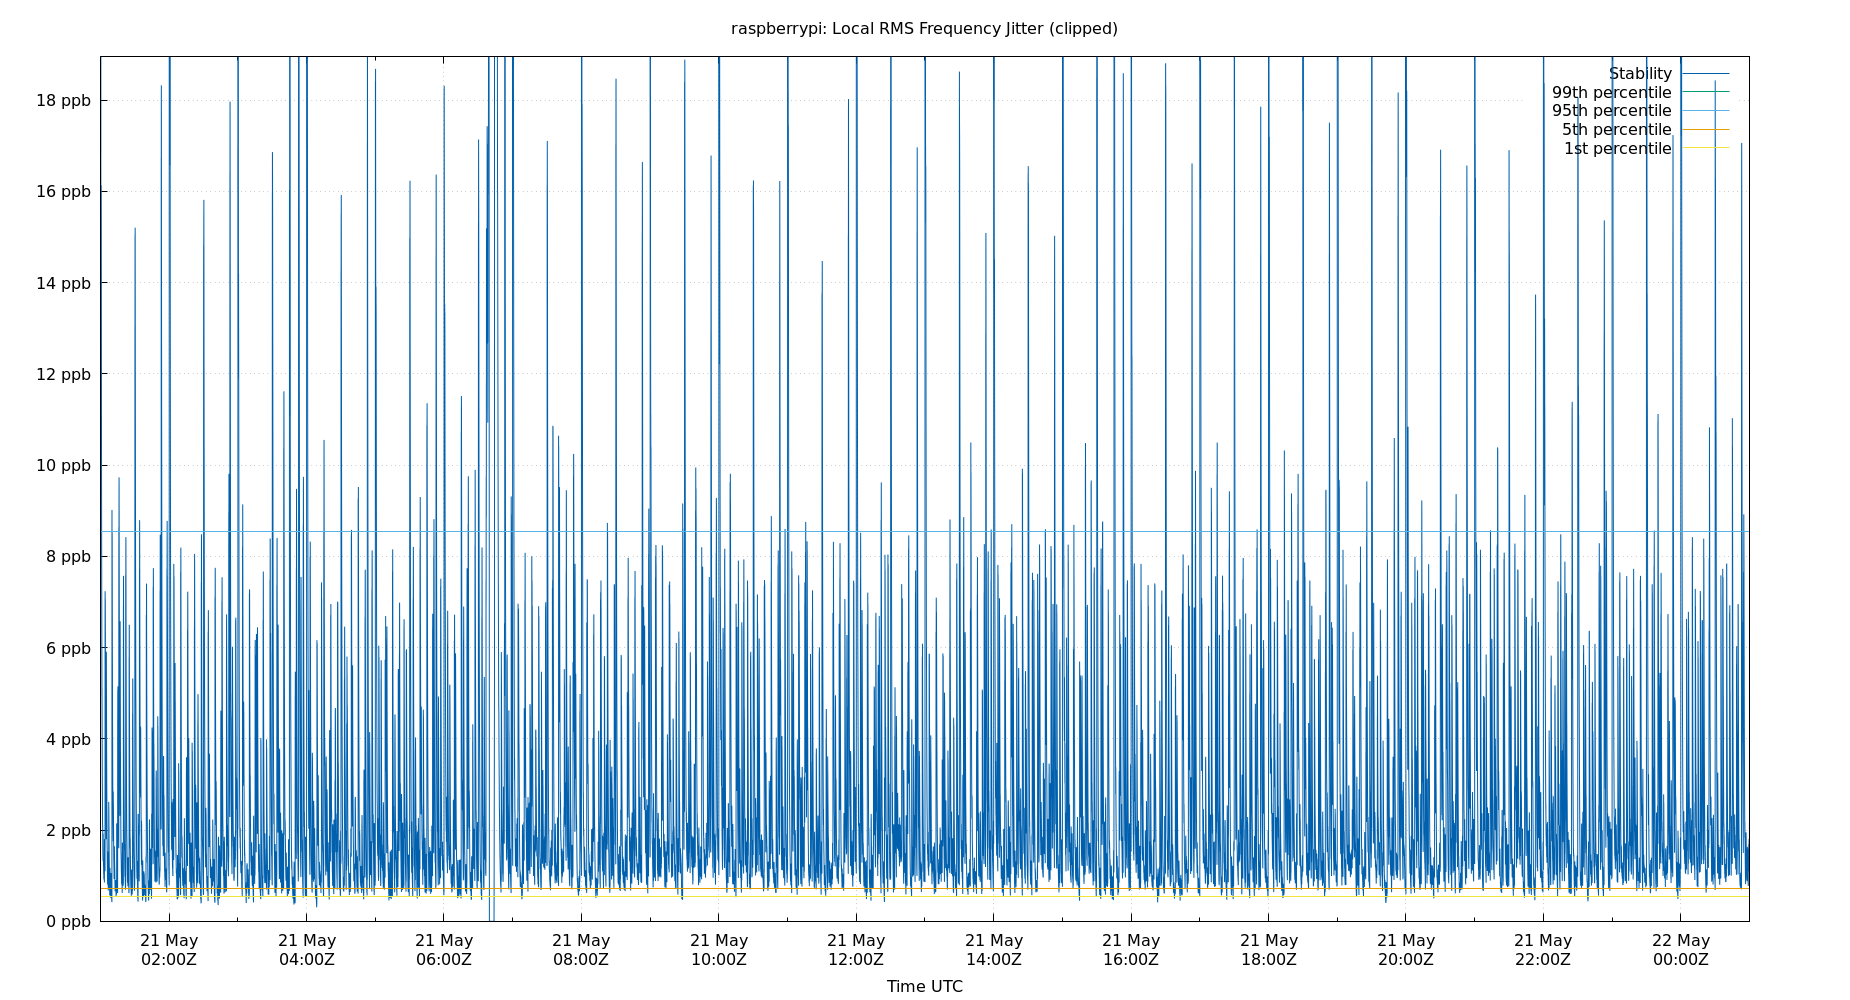 raspberrypi: Local RMS Frequency Jitter (clipped)
Stability
99th percentile
95th percentile
5th percentile
1st percentile
18 ppb
16 ppb
14 ppb
12 ppb
10 ppb
8 ppb
6 ppb
4 ppb
2 ppb
0 ppb
21 May 21 May 21 May 21 May 21 May 21 May 21 May 21 May 21 May 21 May 21 May 22 May
02:00Z 04:00Z 06:00Z 08:00Z 10:00Z 12:00Z 14:00Z 16:00Z 18:00Z 20:00Z 22:00Z 00:00Z
Time UTC